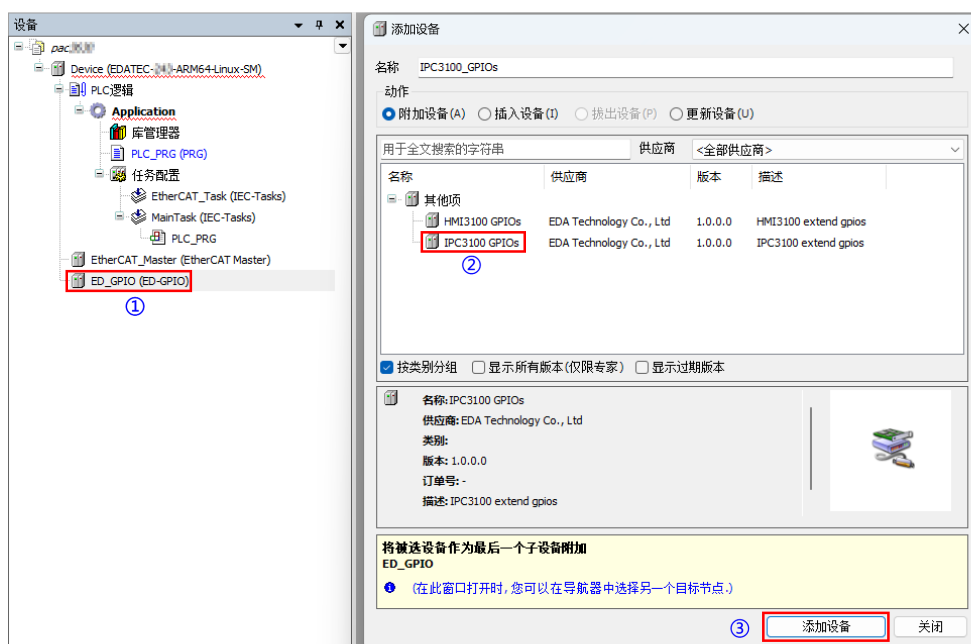 设备
pac
Device (EDATEC-
-ARM64-Linux-SM)
PLC逻辑
Application
库管理器
PLC_PRG (PRG)
任务配置
EtherCAT_Task (IEC-Tasks)
MainTask (IEC-Tasks)
PLC_PRG
EtherCAT_Master (EtherCAT Master)
ED_GPIO (ED-GPIO)
①
添加设备
名称 IPC3100_GPIOs
动作
附加设备(A) 插入设备(I) 拔出设备(P) 更新设备(U)
用于全文搜索的字符串 供应商 <全部供应商>
名称 供应商 版本 描述
其他项
HMI3100 GPIOs EDA Technology Co., Ltd 1.0.0.0 HMI3100 extend gpios
IPC3100 GPIOs EDA Technology Co., Ltd 1.0.0.0 IPC3100 extend gpios
②
按类别分组 显示所有版本(仅限专家) 显示过期版本
名称: IPC3100 GPIOs
供应商: EDA Technology Co., Ltd
类别:
版本: 1.0.0.0
订单号: -
描述: IPC3100 extend gpios
将被选设备作为最后一个子设备附加
ED_GPIO
(在此窗口打开时, 您可以在导航器中选择另一个目标节点.)
③ 添加设备 关闭